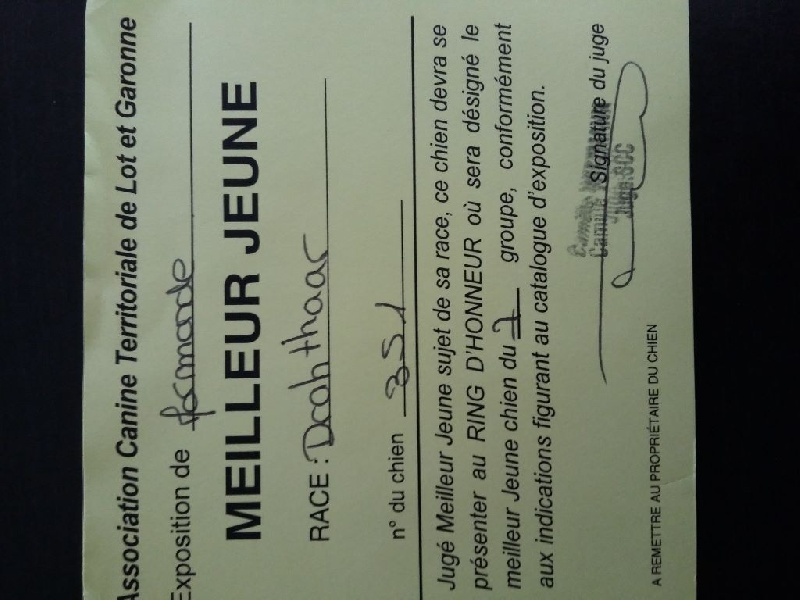 Association Canine Territoriale de Lot et Garonne
Exposition de Marmande
MEILLEUR JEUNE
RACE : Drahthaar
n° du chien 351
Jugé Meilleur Jeune sujet de sa race, ce chien devra se
présenter au RING D'HONNEUR où sera désigné le
meilleur Jeune chien du 7 groupe, conformément
aux indications figurant au catalogue d'exposition.
Signature du juge
Camille
Juge SCC
A REMETTRE AU PROPRIÉTAIRE DU CHIEN